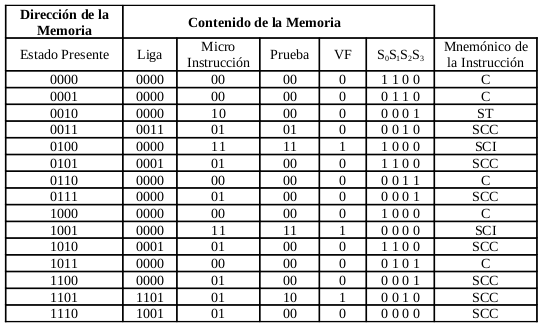 Dirección de la Memoria Contenido de la Memoria
Estado Presente Liga Micro Instrucción Prueba VF S0S1S2S3 Mnemónico de la Instrucción
0000 0000 00 00 0 1 1 0 0 C
0001 0000 00 00 0 0 1 1 0 C
0010 0000 10 00 0 0 0 0 1 ST
0011 0011 01 01 0 0 0 1 0 SCC
0100 0000 11 11 1 1 0 0 0 SCI
0101 0001 01 00 0 1 1 0 0 SCC
0110 0000 00 00 0 0 0 1 1 C
0111 0000 01 00 0 0 0 0 1 SCC
1000 0000 00 00 0 1 0 0 0 C
1001 0000 11 11 1 0 0 0 0 SCI
1010 0001 01 00 0 1 1 0 0 SCC
1011 0000 00 00 0 0 1 0 1 C
1100 0000 01 00 0 0 0 0 1 SCC
1101 1101 01 10 1 0 0 1 0 SCC
1110 1001 01 00 0 0 0 0 0 SCC